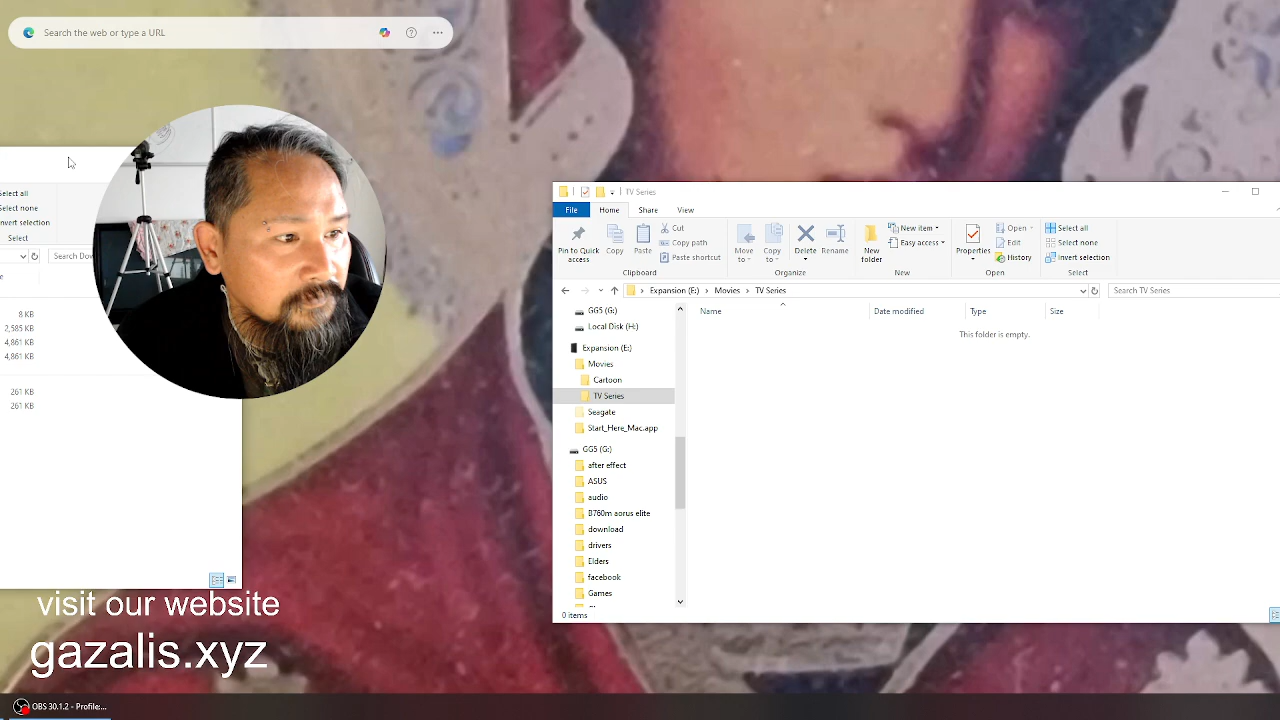 Search the web or type a URL
Select all
Select none
nvert selection
Select
Search Dow
8 KB
2,585 KB
4,861 KB
4,861 KB
261 KB
261 KB
visit our website
gazalis.xyz
OBS 30.1.2 - Profile:...
TV Series
File Home Share View
Pin to Quick access
Copy
Paste
Cut
Copy path
Paste shortcut
Clipboard
Move to
Copy to
Delete
Rename
Organize
New folder
New item
Easy access
New
Properties
Open
Edit
History
Open
Select all
Select none
Invert selection
Select
Expansion (E:) > Movies > TV Series
Search TV Series
Name Date modified Type Size
This folder is empty.
GG5 (G:)
Local Disk (H:)
Expansion (E:)
Movies
Cartoon
TV Series
Seagate
Start_Here_Mac.app
GG5 (G:)
after effect
ASUS
audio
B760m aorus elite
download
drivers
Elders
facebook
Games
0 items